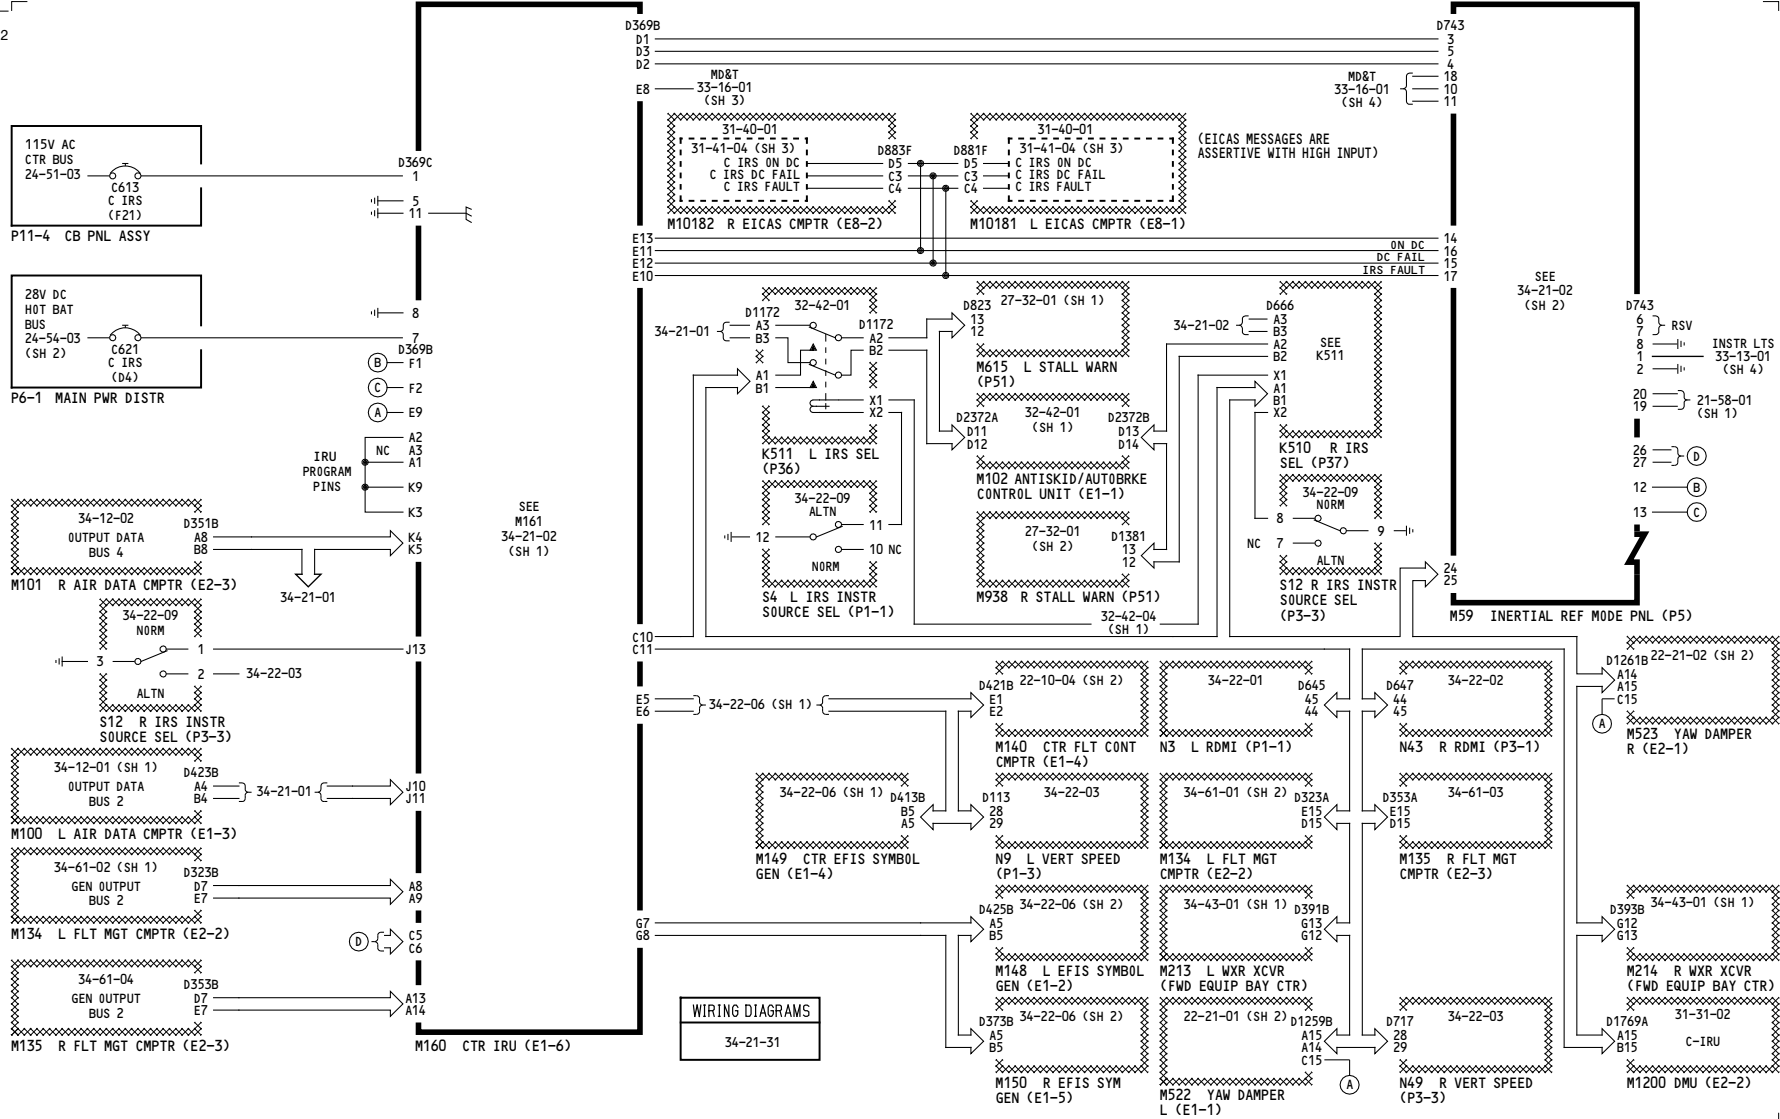 2
115V AC
CTR BUS
24-51-03
C613
C IRS
(F21)
P11-4 CB PNL ASSY
28V DC
HOT BAT
BUS
24-54-03
(SH 2)
C621
C IRS
(D4)
P6-1 MAIN PWR DISTR
D369C
1
5
11
8
7
D369B
B F1
C F2
A E9
A2
NC A3
A1
IRU
PROGRAM
PINS
K9
K3
34-12-02
OUTPUT DATA
BUS 4
D351B
A8
B8
K4
K5
M101 R AIR DATA CMPTR (E2-3)
34-21-01
34-22-09
NORM
3
1
2
34-22-03
ALTN
J13
S12 R IRS INSTR
SOURCE SEL (P3-3)
34-12-01 (SH 1)
OUTPUT DATA
BUS 2
D423B
A4
B4
34-21-01
J10
J11
M100 L AIR DATA CMPTR (E1-3)
34-61-02 (SH 1)
GEN OUTPUT
BUS 2
D323B
D7
E7
A8
A9
M134 L FLT MGT CMPTR (E2-2)
D
C5
C6
34-61-04
GEN OUTPUT
BUS 2
D353B
D7
E7
A13
A14
M135 R FLT MGT CMPTR (E2-3)
SEE
M161
34-21-02
(SH 1)
M160 CTR IRU (E1-6)
D369B
D1
D3
D2
E8
MD&T
33-16-01
(SH 3)
D743
3
5
4
18
10
11
MD&T
33-16-01
(SH 4)
31-40-01
31-41-04 (SH 3)
C IRS ON DC
C IRS DC FAIL
C IRS FAULT
D883F
D5
C3
C4
M10182 R EICAS CMPTR (E8-2)
D881F
D5
C3
C4
31-40-01
31-41-04 (SH 3)
C IRS ON DC
C IRS DC FAIL
C IRS FAULT
M10181 L EICAS CMPTR (E8-1)
(EICAS MESSAGES ARE
ASSERTIVE WITH HIGH INPUT)
E13
E11
E12
E10
ON DC
DC FAIL
IRS FAULT
14
16
15
17
32-42-01
34-21-01
D1172
A3
B3
A1
B1
D1172
A2
B2
X1
X2
K511 L IRS SEL
(P36)
34-22-09
ALTN
12
11
10 NC
NORM
S4 L IRS INSTR
SOURCE SEL (P1-1)
27-32-01 (SH 1)
D823
13
12
M615 L STALL WARN
(P51)
D2372A
D11
D12
32-42-01
(SH 1)
D2372B
D13
D14
M102 ANTISKID/AUTOBRKE
CONTROL UNIT (E1-1)
27-32-01
(SH 2)
D1381
13
12
M938 R STALL WARN (P51)
32-42-04
(SH 1)
34-21-02
D666
A3
B3
A2
B2
X1
A1
B1
X2
SEE
K511
K510 R IRS
SEL (P37)
34-22-09
NORM
8
9
NC 7
ALTN
S12 R IRS INSTR
SOURCE SEL
(P3-3)
SEE
34-21-02
(SH 2)
24
25
M59 INERTIAL REF MODE PNL (P5)
D743
6
7
RSV
8
1
2
INSTR LTS
33-13-01
(SH 4)
20
19
21-58-01
(SH 1)
26
27
D
12 B
13 C
C10
C11
E5
E6
34-22-06 (SH 1)
D421B
E1
E2
22-10-04 (SH 2)
M140 CTR FLT CONT
CMPTR (E1-4)
34-22-01
D645
45
44
N3 L RDMI (P1-1)
D647
44
45
34-22-02
N43 R RDMI (P3-1)
D1261B
A14
A15
C15
A
22-21-02 (SH 2)
M523 YAW DAMPER
R (E2-1)
34-22-06 (SH 1)
D413B
B5
A5
M149 CTR EFIS SYMBOL
GEN (E1-4)
D113
28
29
34-22-03
N9 L VERT SPEED
(P1-3)
34-61-01 (SH 2)
D323A
E15
D15
M134 L FLT MGT
CMPTR (E2-2)
D353A
E15
D15
34-61-03
M135 R FLT MGT
CMPTR (E2-3)
G7
G8
D425B
A5
B5
34-22-06 (SH 2)
M148 L EFIS SYMBOL
GEN (E1-2)
34-43-01 (SH 1)
D391B
G13
G12
M213 L WXR XCVR
(FWD EQUIP BAY CTR)
D393B
G12
G13
34-43-01 (SH 1)
M214 R WXR XCVR
(FWD EQUIP BAY CTR)
WIRING DIAGRAMS
34-21-31
D373B
A5
B5
34-22-06 (SH 2)
M150 R EFIS SYM
GEN (E1-5)
22-21-01 (SH 2)
D1259B
A15
A14
C15
A
M522 YAW DAMPER
L (E1-1)
D717
28
29
34-22-03
N49 R VERT SPEED
(P3-3)
D1769A
A15
B15
31-31-02
C-IRU
M1200 DMU (E2-2)